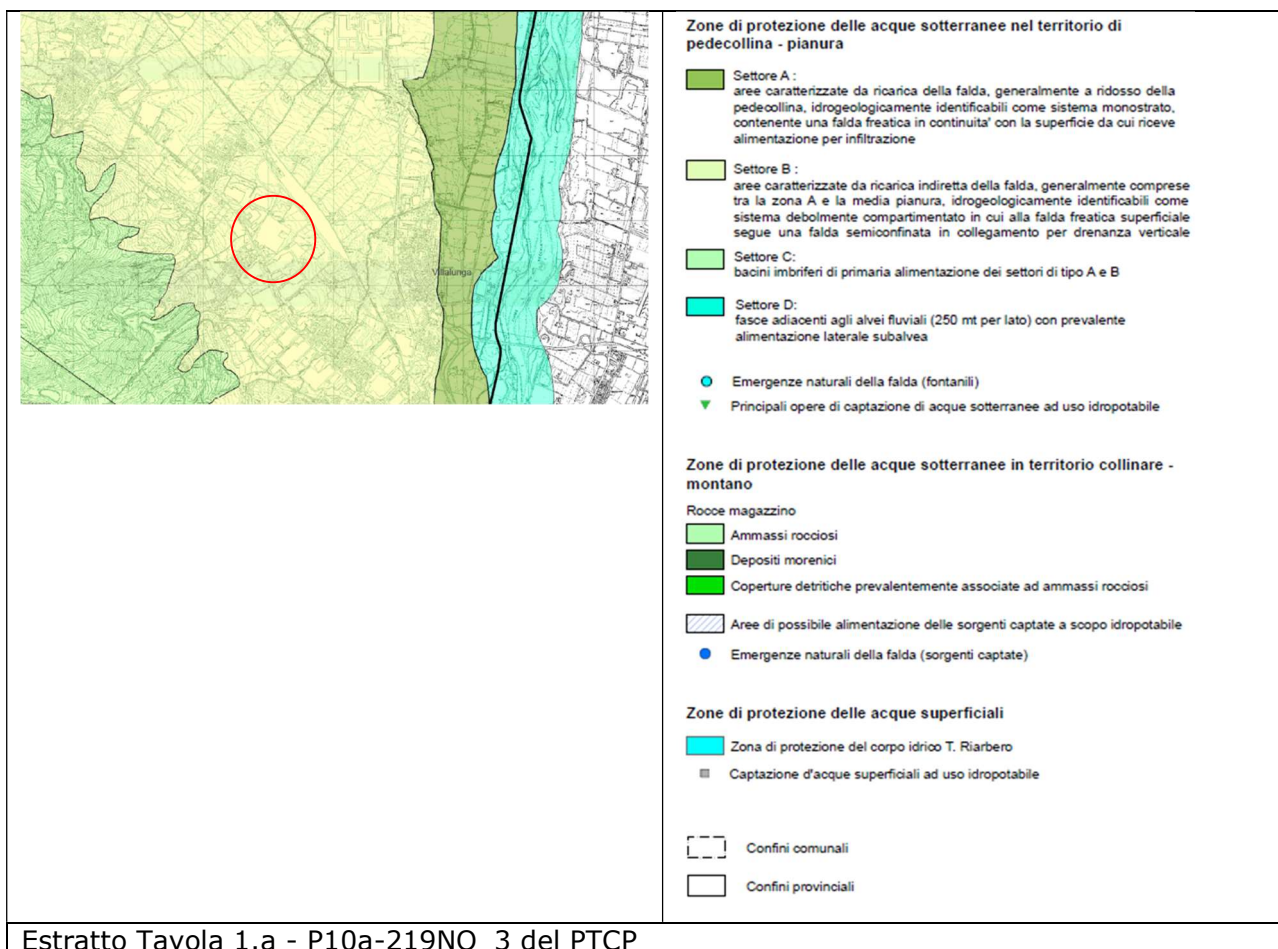 Villalunga
Zone di protezione delle acque sotterranee nel territorio di
pedecollina - pianura
Settore A :
aree caratterizzate da ricarica della falda, generalmente a ridosso della
pedecollina, idrogeologicamente identificabili come sistema monostrato,
contenente una falda freatica in continuita' con la superficie da cui riceve
alimentazione per infiltrazione
Settore B :
aree caratterizzate da ricarica indiretta della falda, generalmente comprese
tra la zona A e la media pianura, idrogeologicamente identificabili come
sistema debolmente compartimentato in cui alla falda freatica superficiale
segue una falda semiconfinata in collegamento per drenanza verticale
Settore C:
bacini imbriferi di primaria alimentazione dei settori di tipo A e B
Settore D:
fasce adiacenti agli alvei fluviali (250 mt per lato) con prevalente
alimentazione laterale subalvea
Emergenze naturali della falda (fontanili)
Principali opere di captazione di acque sotterranee ad uso idropotabile
Zone di protezione delle acque sotterranee in territorio collinare -
montano
Rocce magazzino
Ammassi rocciosi
Depositi morenici
Coperture detritiche prevalentemente associate ad ammassi rocciosi
Aree di possibile alimentazione delle sorgenti captate a scopo idropotabile
Emergenze naturali della falda (sorgenti captate)
Zone di protezione delle acque superficiali
Zona di protezione del corpo idrico T. Riarbero
Captazione d'acque superficiali ad uso idropotabile
Confini comunali
Confini provinciali
Estratto Tavola 1.a - P10a-219NO_3 del PTCP